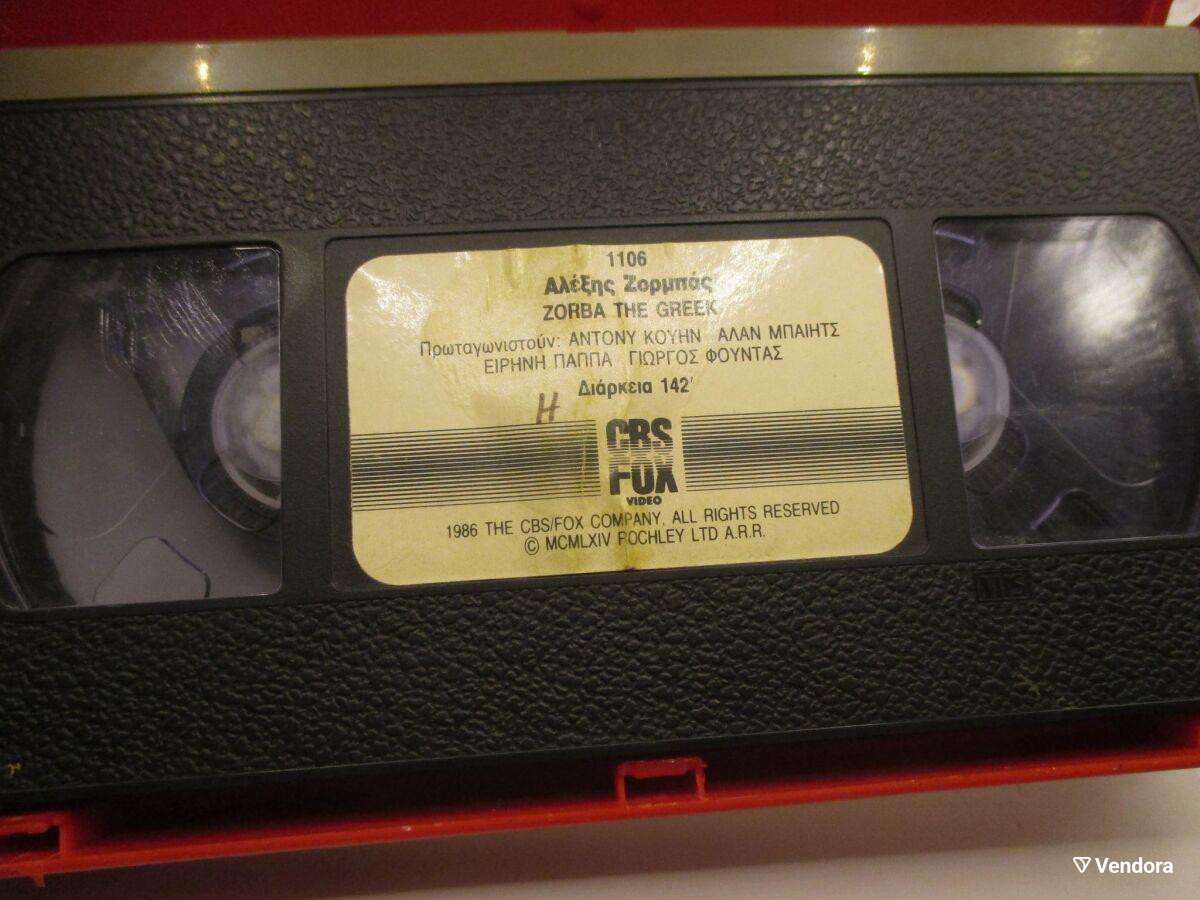 1106
Αλέξης Ζορμπάς
ZORBA THE GREEK
Πρωταγωνιστούν: ΑΝΤΟΝΥ ΚΟΥΗΝ ΑΛΑΝ ΜΠΑΙΗΤΣ
ΕΙΡΗΝΗ ΠΑΠΠΑ ΓΙΩΡΓΟΣ ΦΟΥΝΤΑΣ
Διάρκεια 142'
H
CBS
FOX
VIDEO
1986 THE CBS/FOX COMPANY. ALL RIGHTS RESERVED
© MCMLXIV ROCHLEY LTD A.R.R.
VHS
Vendora